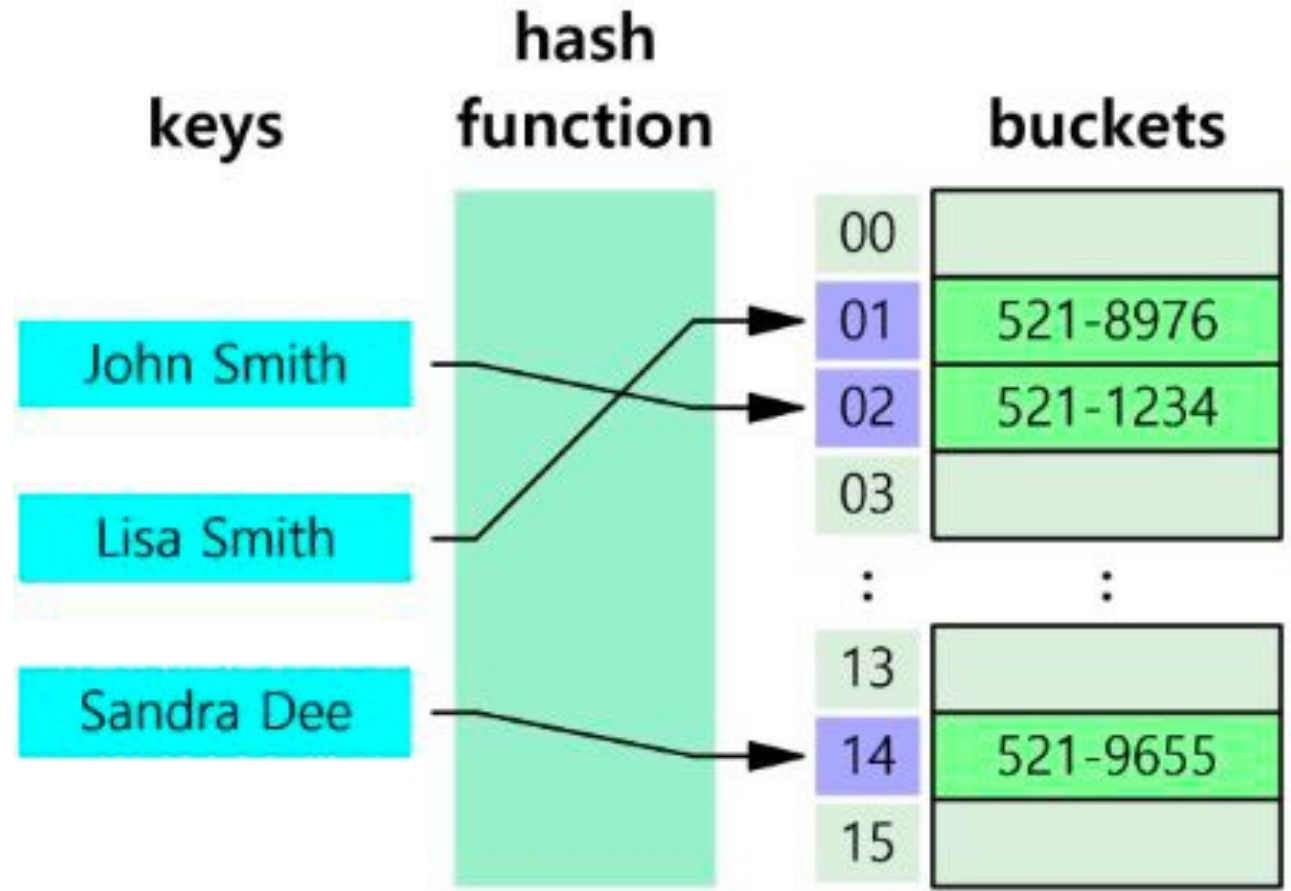 keys
hash
function
buckets
John Smith
Lisa Smith
Sandra Dee
00
01 521-8976
02 521-1234
03
: :
13
14 521-9655
15